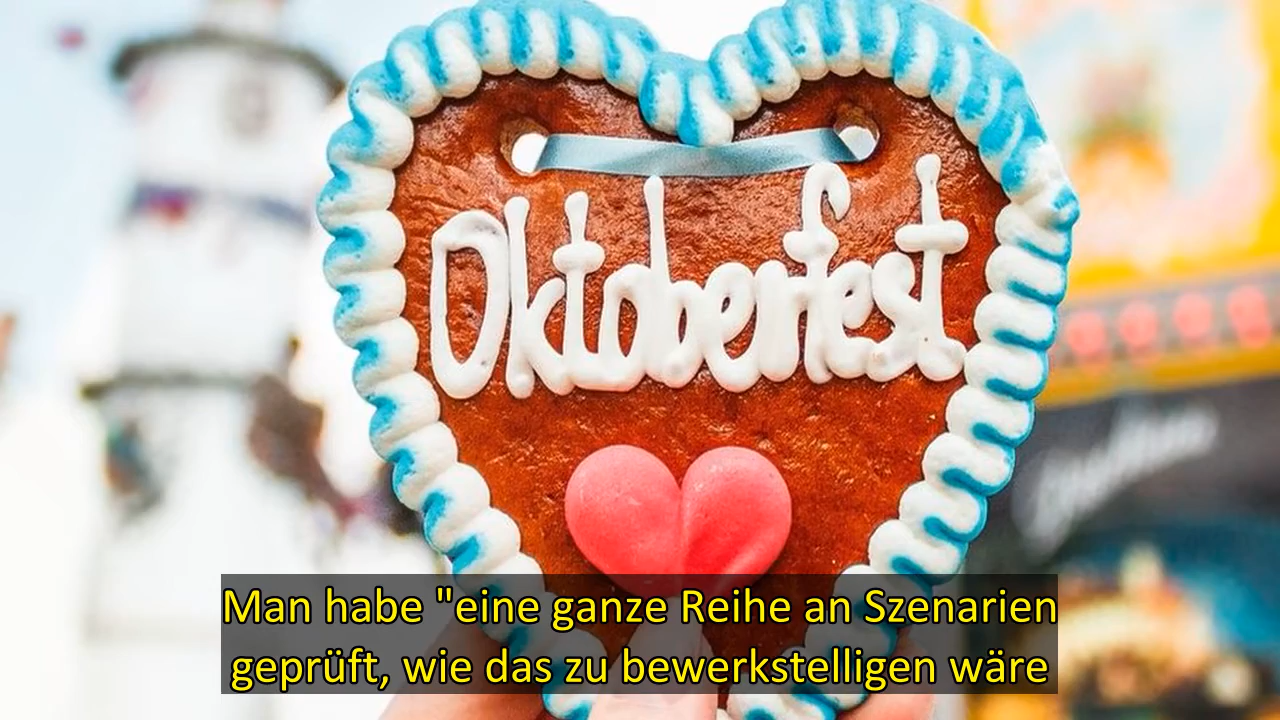 Oktoberfest
Man habe "eine ganze Reihe an Szenarien
geprüft, wie das zu bewerkstelligen wäre